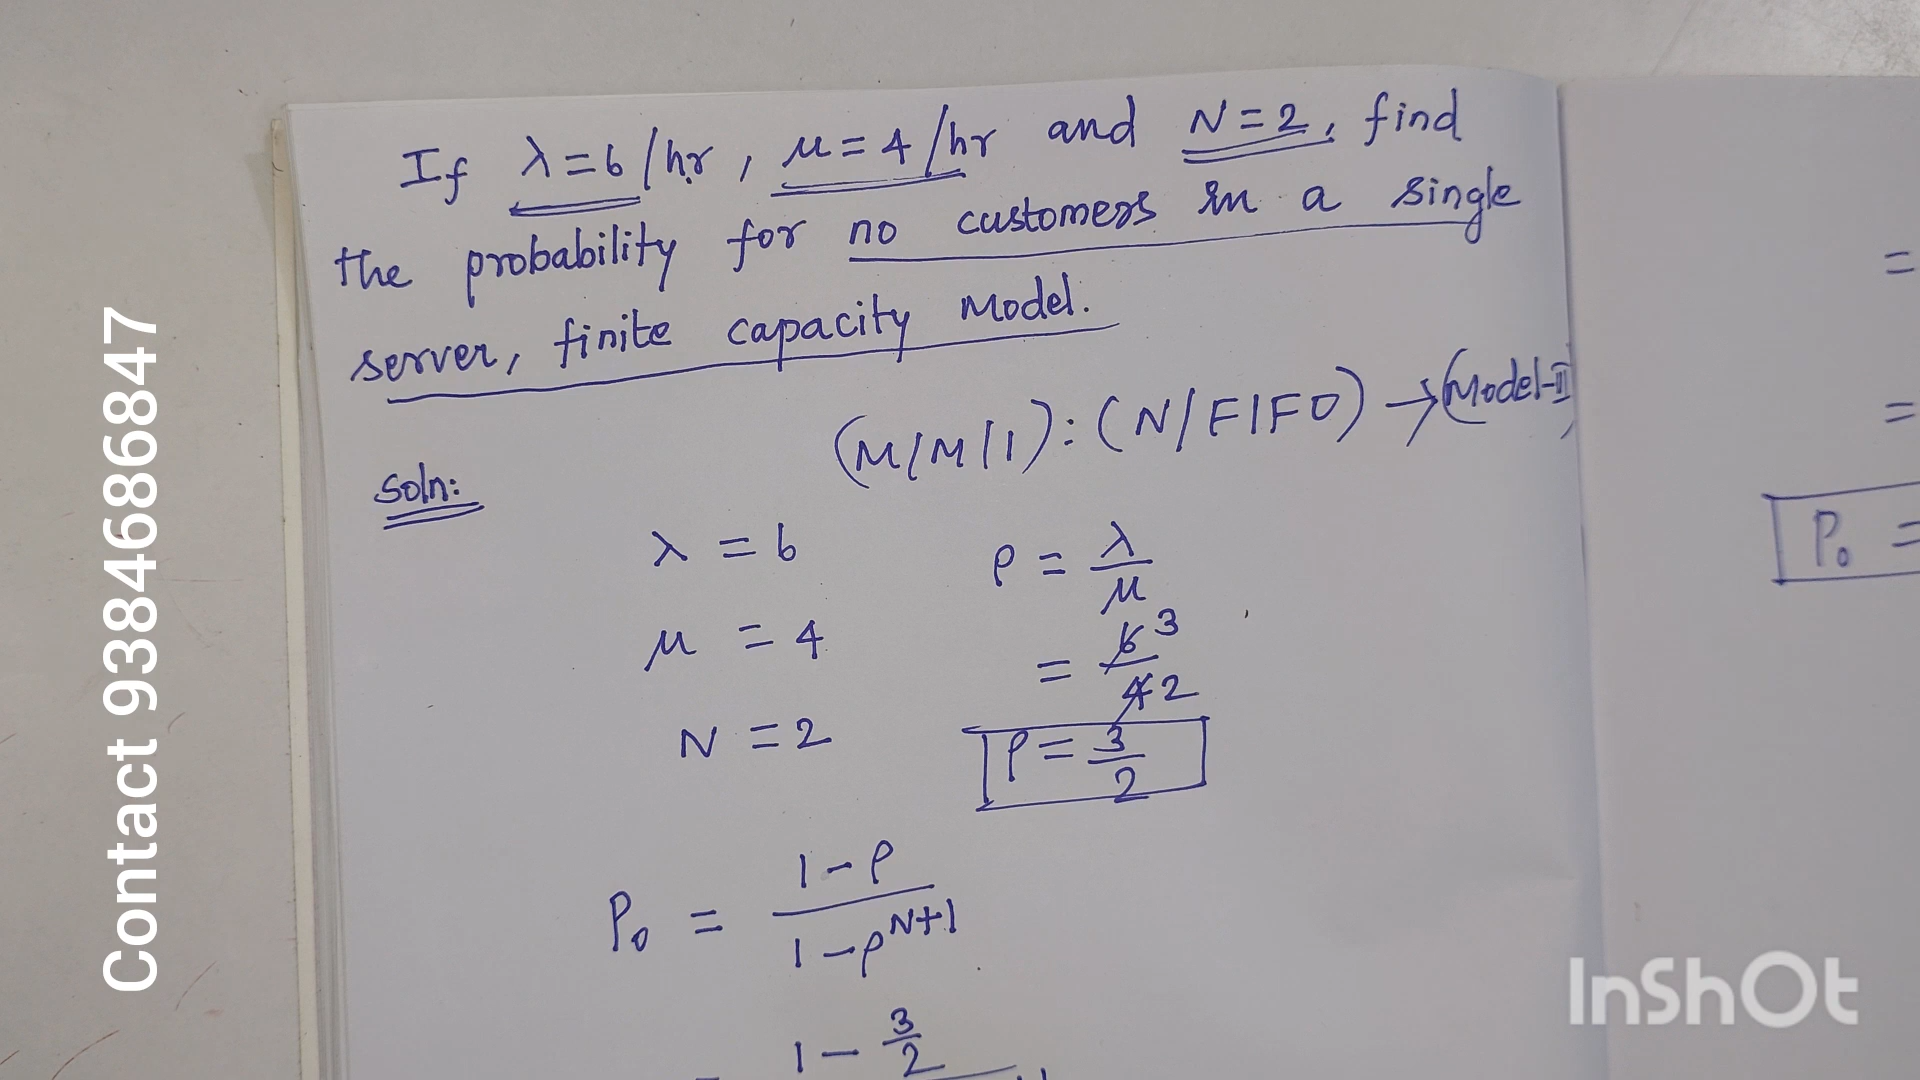 If λ=6/hr, μ=4/hr and N=2, find
the probability for no customers in a single
server, finite capacity Model.
(M/M/1):(N/FIFO) → (Model-III)
Soln:
λ = 6
μ = 4
N = 2
ρ = λ/μ
= 6/4 3 2
ρ = 3/2
P₀ = (1-ρ)/(1-ρ^(N+1))
1 - 3/2
=
=
P₀ =
Contact 9384686847
InShOt